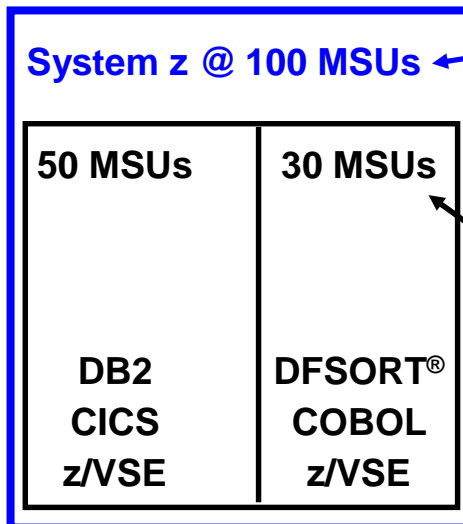 System z @ 100 MSUs
50 MSUs
30 MSUs
DB2
CICS
z/VSE
DFSORT®
COBOL
z/VSE